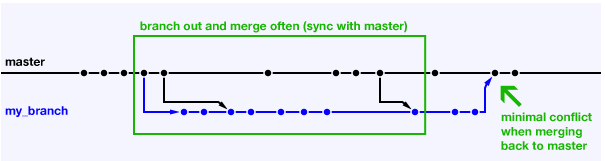 branch out and merge often (sync with master)
master
my_branch
minimal conflict
when merging
back to master